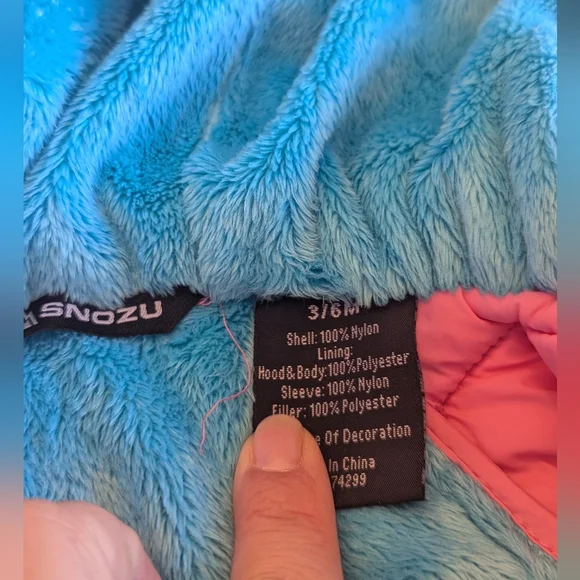 SNOZU
3/6M
Shell: 100% Nylon
Lining:
Hood&Body:100%Polyester
Sleeve: 100% Nylon
Filler: 100% Polyester
e Of Decoration
In China
74299